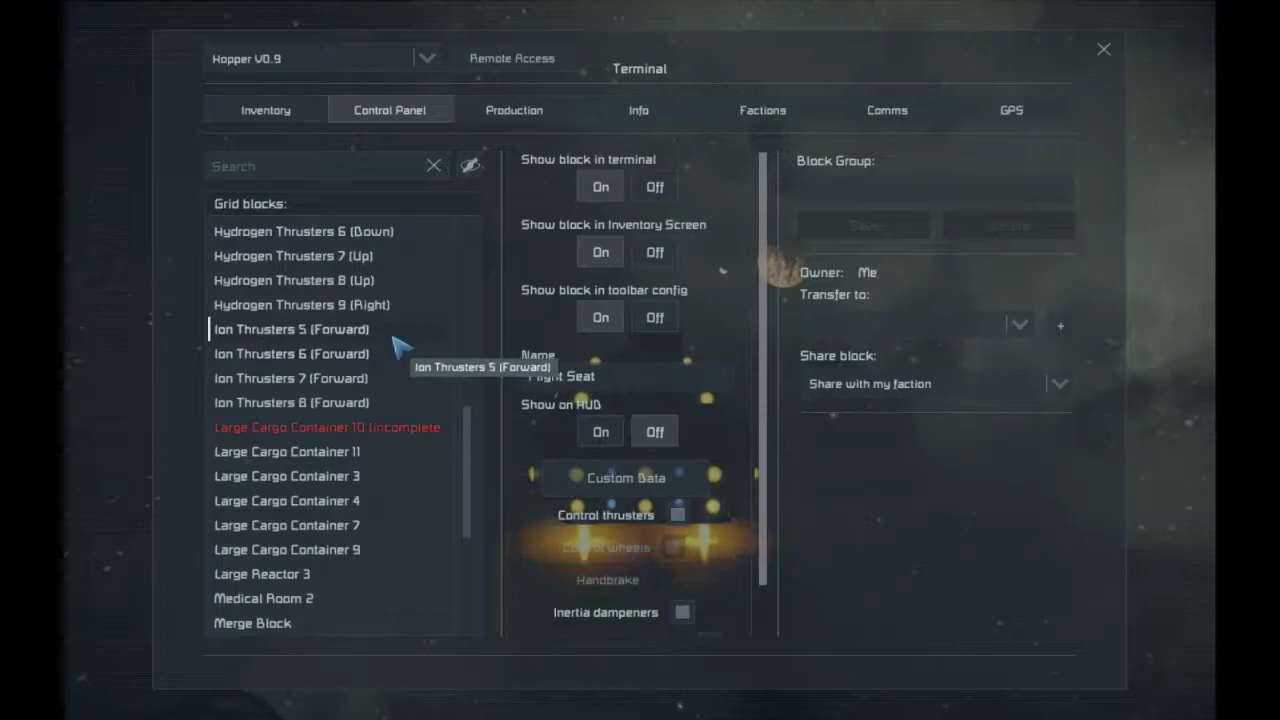 Hopper V0.9
Remote Access
Terminal
Inventory
Control Panel
Production
Info
Factions
Comms
GPS
Search
Grid blocks:
Hydrogen Thrusters 6 (Down)
Hydrogen Thrusters 7 (Up)
Hydrogen Thrusters 8 (Up)
Hydrogen Thrusters 9 (Right)
Ion Thrusters 5 (Forward)
Ion Thrusters 6 (Forward)
Ion Thrusters 7 (Forward)
Ion Thrusters 8 (Forward)
Large Cargo Container 10 (incomplete
Large Cargo Container 11
Large Cargo Container 3
Large Cargo Container 4
Large Cargo Container 7
Large Cargo Container 9
Large Reactor 3
Medical Room 2
Merge Block
Ion Thrusters 5 (Forward)
Show block in terminal
On Off
Show block in Inventory Screen
On Off
Show block in toolbar config
On Off
Name
Flight Seat
Show on HUD
On Off
Custom Data
Control thrusters
Control wheels
Handbrake
Inertia dampeners
Block Group:
Owner: Me
Transfer to:
Share block:
Share with my faction